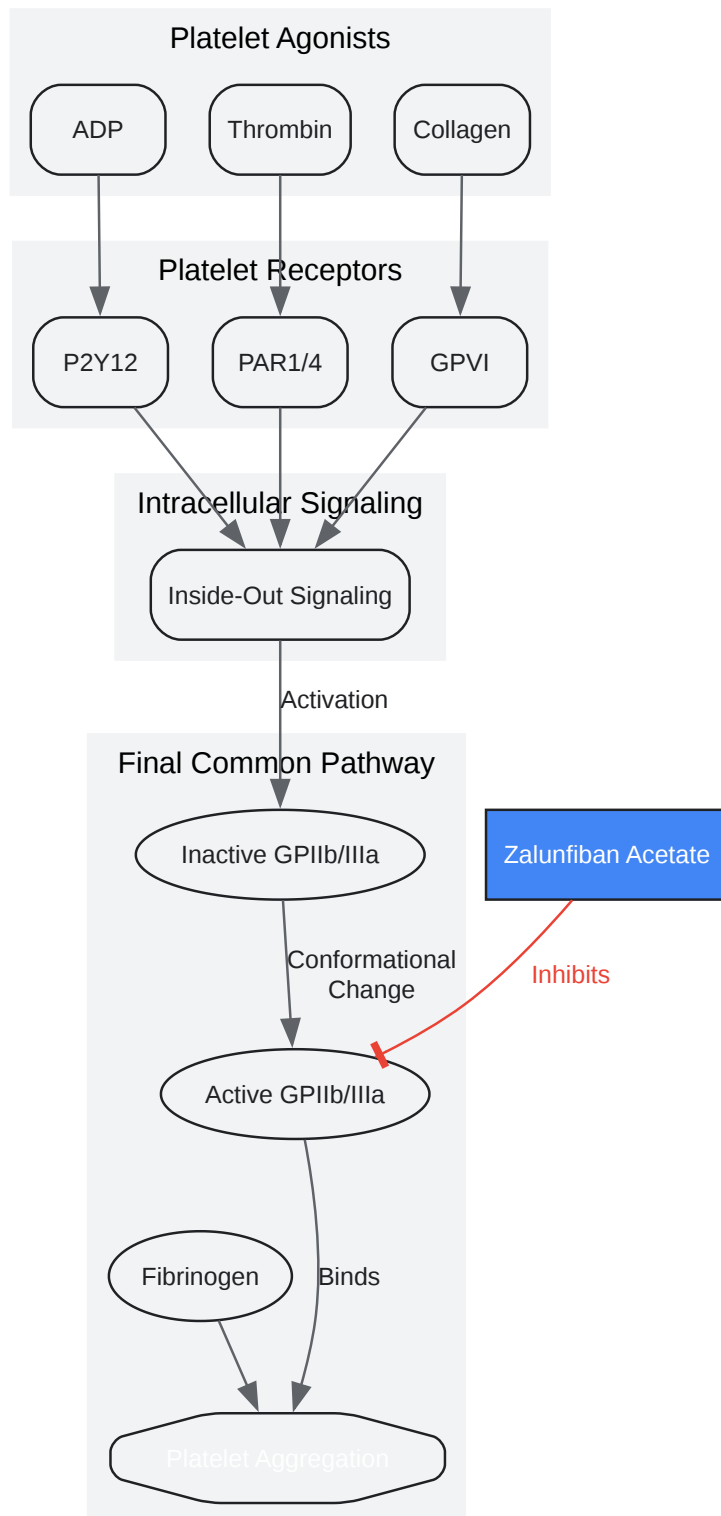 Platelet Agonists
ADP
Thrombin
Collagen
Platelet Receptors
P2Y12
PAR1/4
GPVI
Intracellular Signaling
Inside-Out Signaling
Activation
Final Common Pathway
Inactive GPIIb/IIIa
Zalunfiban Acetate
Conformational
Change
Inhibits
Active GPIIb/IIIa
Fibrinogen
Binds
Platelet Aggregation